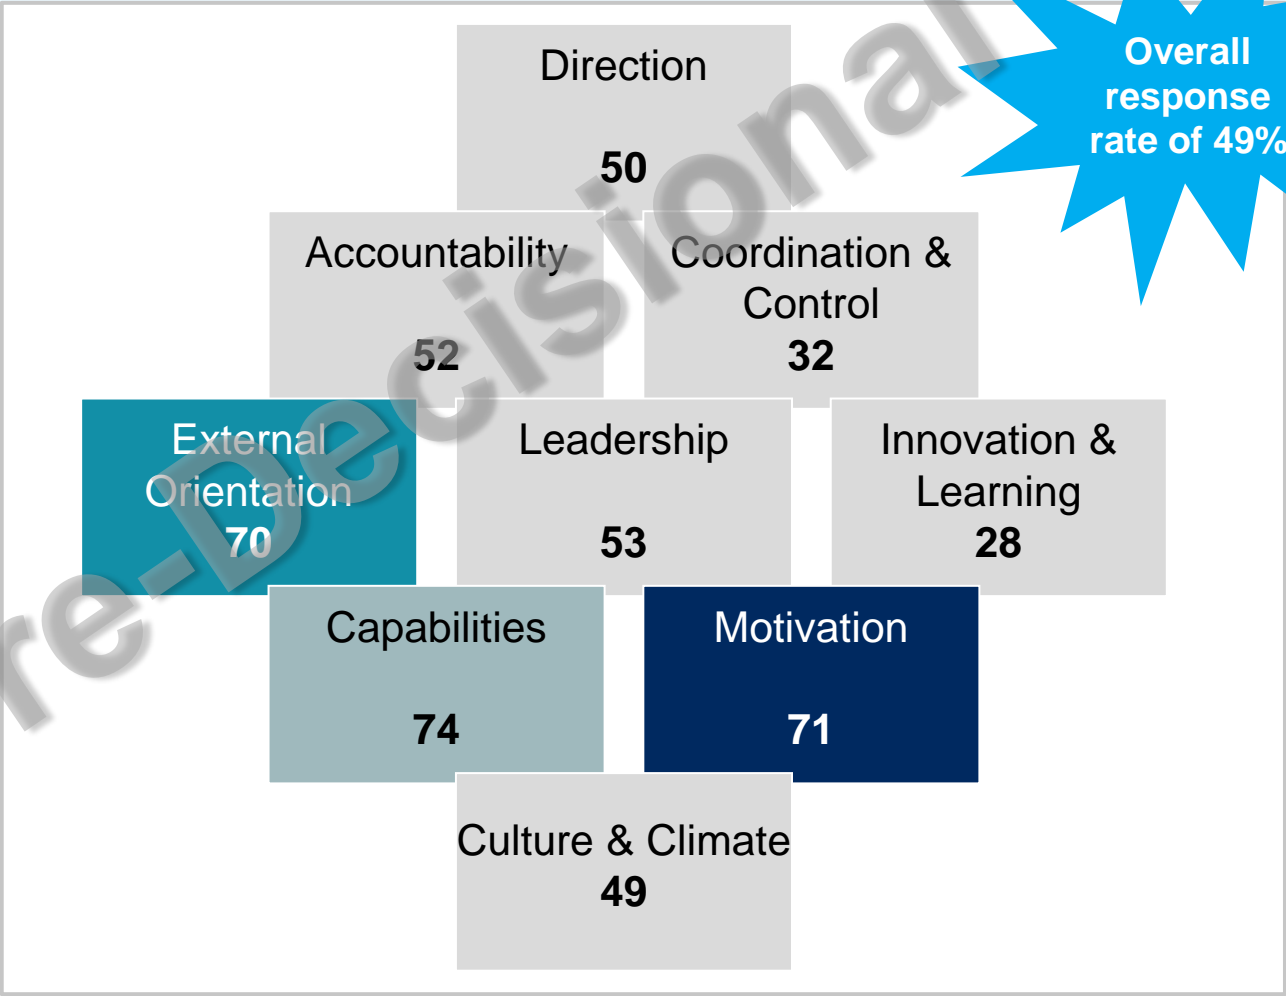 Direction
50
Overall
response
rate of 49%
Accountability
52
Coordination &
Control
32
External
Orientation
70
Leadership
53
Innovation &
Learning
28
Capabilities
74
Motivation
71
Culture & Climate
49
re-Decisional